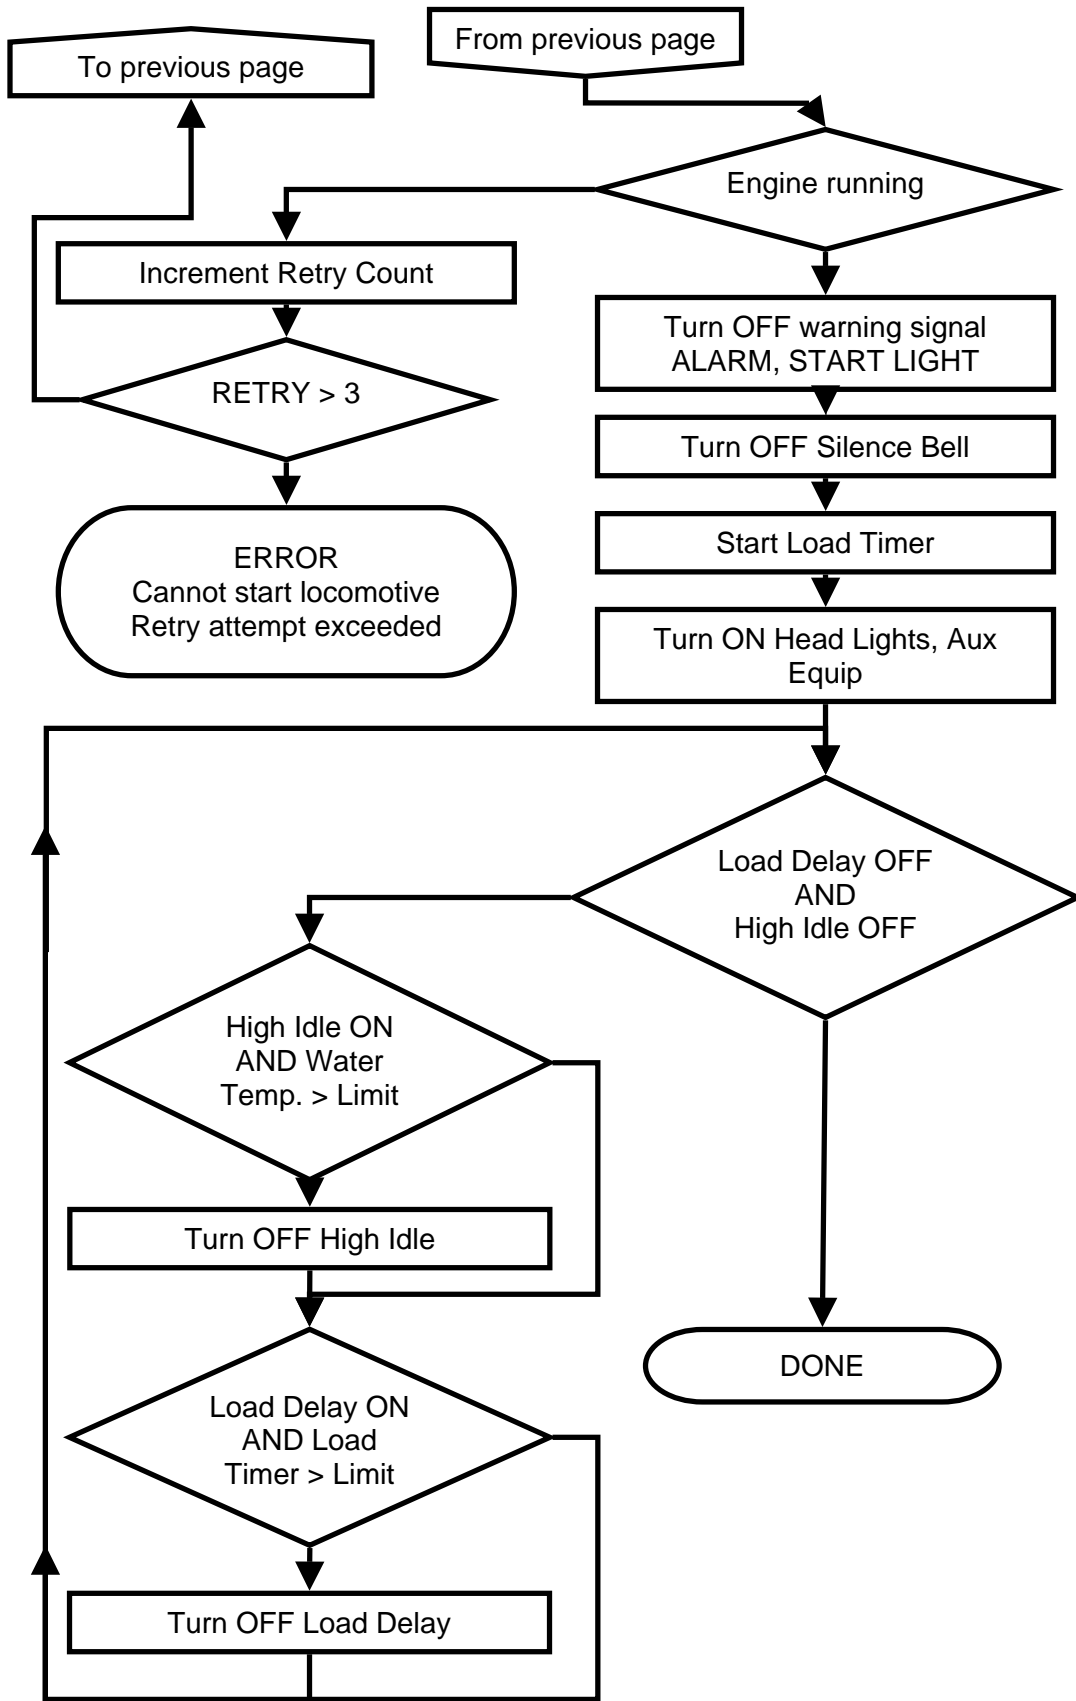 To previous page
From previous page
Engine running
Increment Retry Count
RETRY > 3
ERROR
Cannot start locomotive
Retry attempt exceeded
Turn OFF warning signal
ALARM, START LIGHT
Turn OFF Silence Bell
Start Load Timer
Turn ON Head Lights, Aux
Equip
Load Delay OFF
AND
High Idle OFF
High Idle ON
AND Water
Temp. > Limit
Turn OFF High Idle
Load Delay ON
AND Load
Timer > Limit
Turn OFF Load Delay
DONE